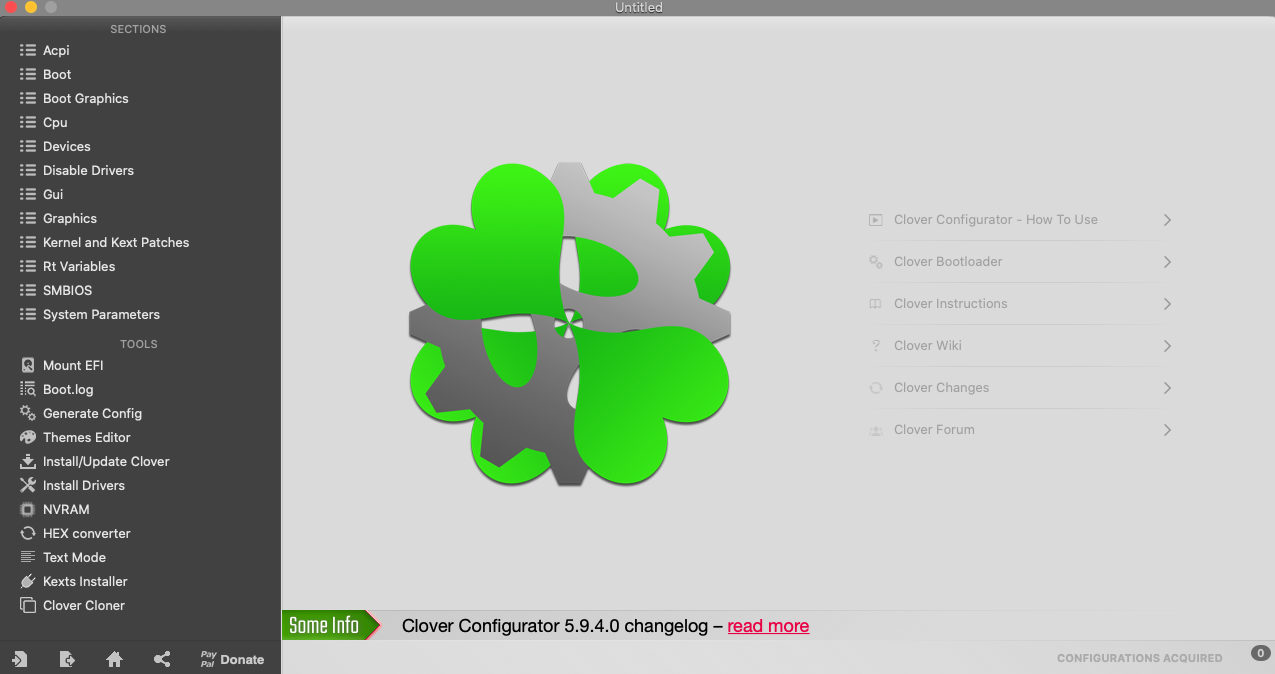 Untitled
SECTIONS
Acpi
Boot
Boot Graphics
Cpu
Devices
Disable Drivers
Gui
Graphics
Kernel and Kext Patches
Rt Variables
SMBIOS
System Parameters
TOOLS
Mount EFI
Boot.log
Generate Config
Themes Editor
Install/Update Clover
Install Drivers
NVRAM
HEX converter
Text Mode
Kexts Installer
Clover Cloner
Pay
Pal
Donate
Clover Configurator - How To Use
Clover Bootloader
Clover Instructions
Clover Wiki
Clover Changes
Clover Forum
Some Info
Clover Configurator 5.9.4.0 changelog – read more
CONFIGURATIONS ACQUIRED
0